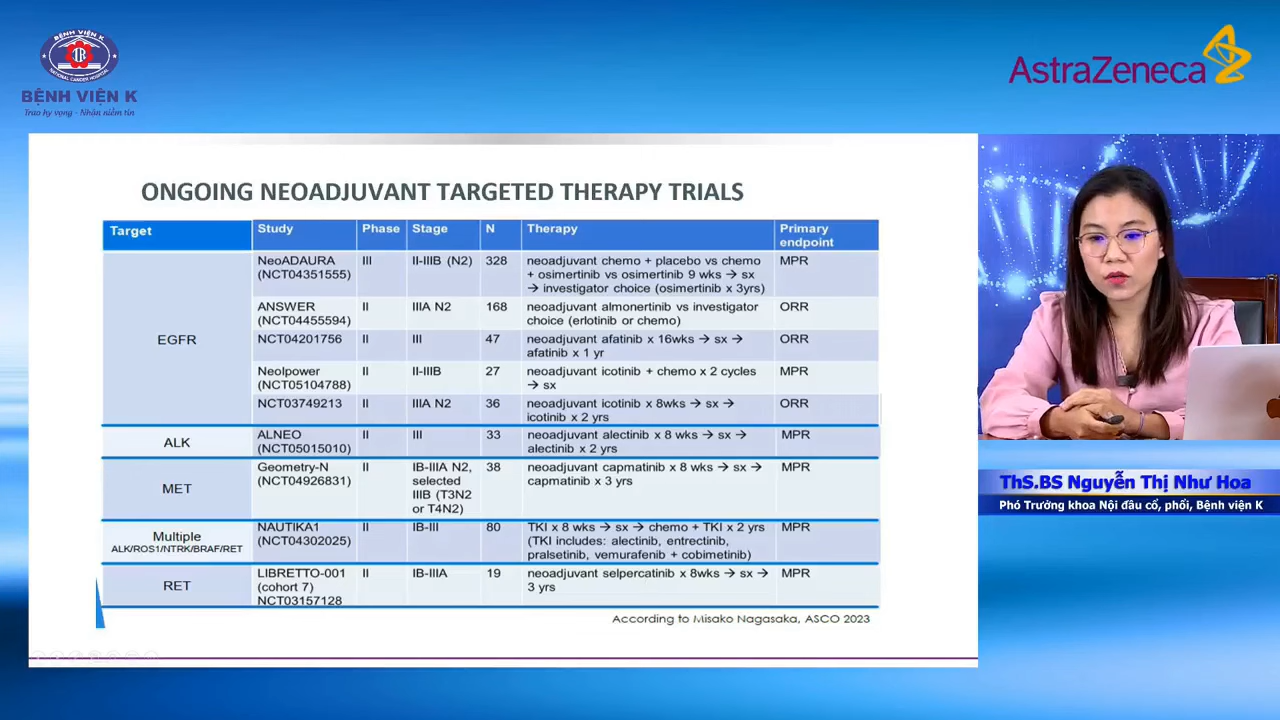 BỆNH VIỆN K
NATIONAL CANCER HOSPITAL
BỆNH VIỆN K
Trao hy vọng - Nhận niềm tin
AstraZeneca
ONGOING NEOADJUVANT TARGETED THERAPY TRIALS
Target
Study
Phase
Stage
N
Therapy
Primary
endpoint
EGFR
NeoADAURA
(NCT04351555)
III
II-IIIB (N2)
328
neoadjuvant chemo + placebo vs chemo
+ osimertinib vs osimertinib 9 wks → sx
→ investigator choice (osimertinib x 3yrs)
MPR
ANSWER
(NCT04455594)
II
IIIA N2
168
neoadjuvant almonertinib vs investigator
choice (erlotinib or chemo)
ORR
NCT04201756
II
III
47
neoadjuvant afatinib x 16wks → sx →
afatinib x 1 yr
ORR
NeoIpower
(NCT05104788)
II
II-IIIB
27
neoadjuvant icotinib + chemo x 2 cycles
→ sx
MPR
NCT03749213
II
IIIA N2
36
neoadjuvant icotinib x 8wks → sx →
icotinib x 2 yrs
ORR
ALK
ALNEO
(NCT05015010)
II
III
33
neoadjuvant alectinib x 8 wks → sx →
alectinib x 2 yrs
MPR
MET
Geometry-N
(NCT04926831)
II
IB-IIIA N2,
selected
IIIB (T3N2
or T4N2)
38
neoadjuvant capmatinib x 8 wks → sx →
capmatinib x 3 yrs
MPR
Multiple
ALK/ROS1/NTRK/BRAF/RET
NAUTIKA1
(NCT04302025)
II
IB-III
80
TKI x 8 wks → sx → chemo + TKI x 2 yrs
(TKI includes: alectinib, entrectinib,
pralsetinib, vemurafenib + cobimetinib)
MPR
RET
LIBRETTO-001
(cohort 7)
NCT03157128
II
IB-IIIA
19
neoadjuvant selpercatinib x 8wks → sx →
3 yrs
MPR
According to Misako Nagasaka, ASCO 2023
ThS.BS Nguyễn Thị Như Hoa
Phó Trưởng khoa Nội đầu cổ, phổi, Bệnh viện K